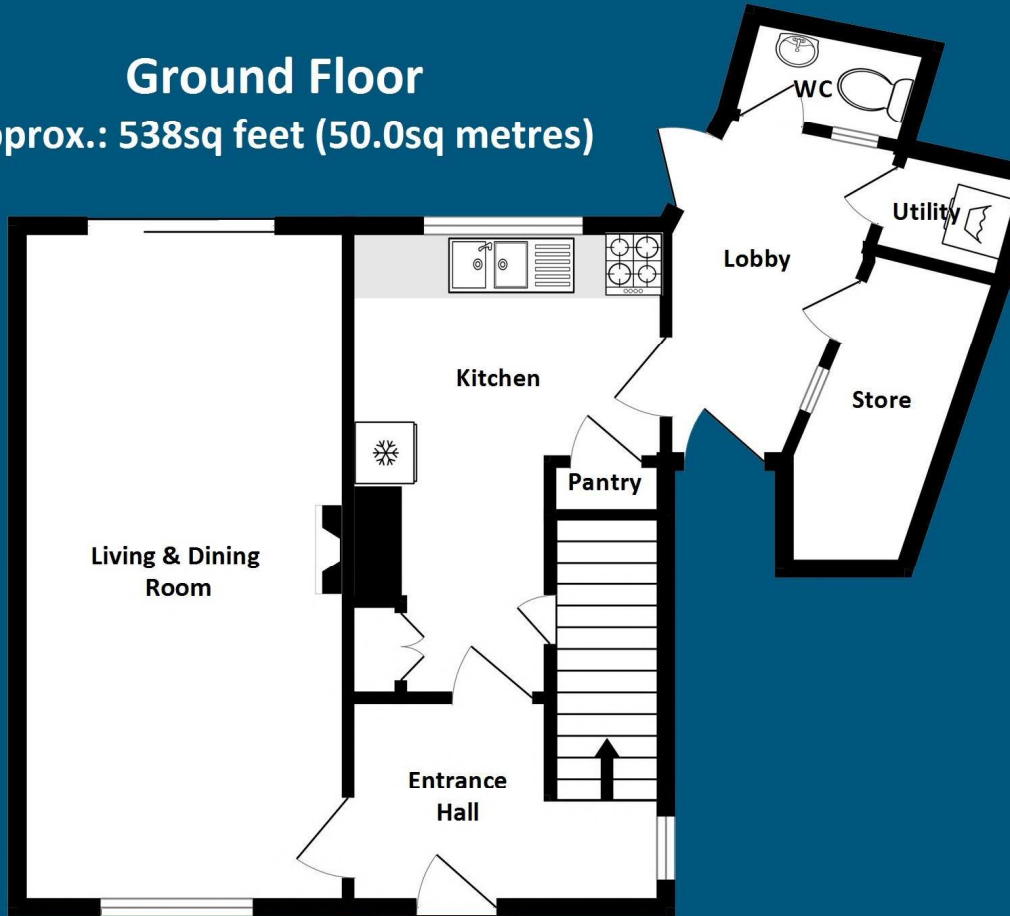 Ground Floor
pprox.: 538sq feet (50.0sq metres)
WC
Utility
Lobby
Kitchen
Store
Pantry
Living & Dining
Room
Entrance
Hall